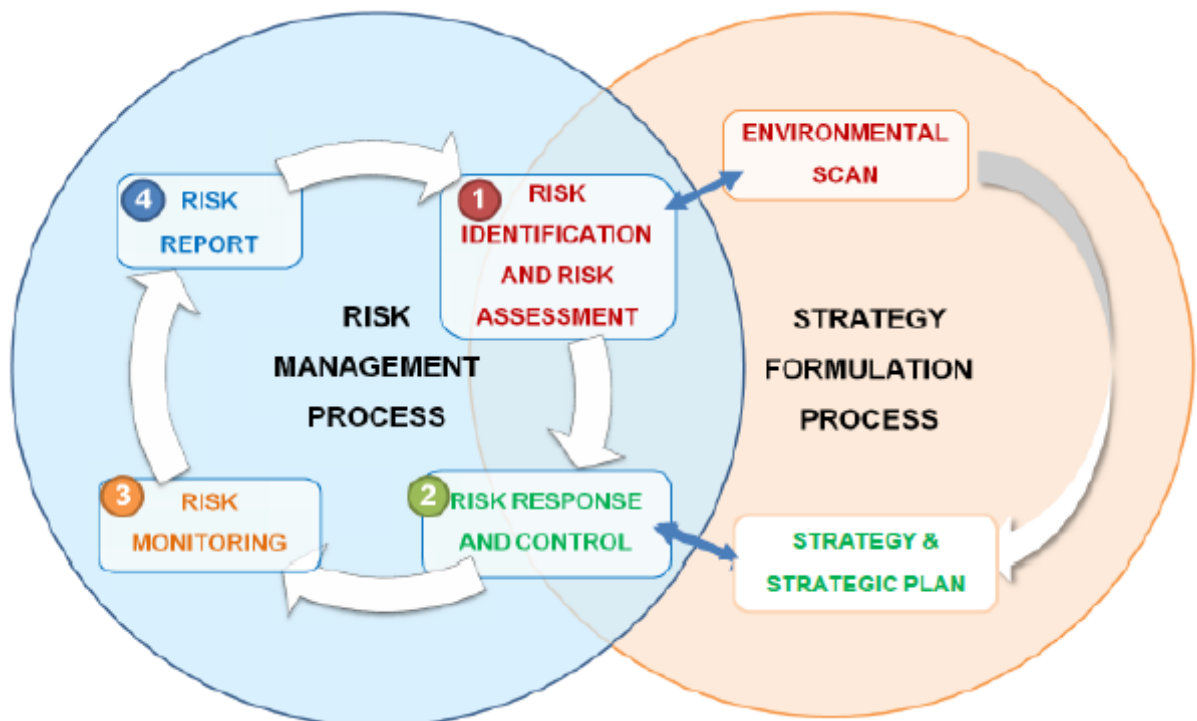 ENVIRONMENTAL
SCAN
4 RISK
REPORT
1 RISK
IDENTIFICATION
AND RISK
ASSESSMENT
RISK
MANAGEMENT
PROCESS
STRATEGY
FORMULATION
PROCESS
3 RISK
MONITORING
2 RISK RESPONSE
AND CONTROL
STRATEGY &
STRATEGIC PLAN